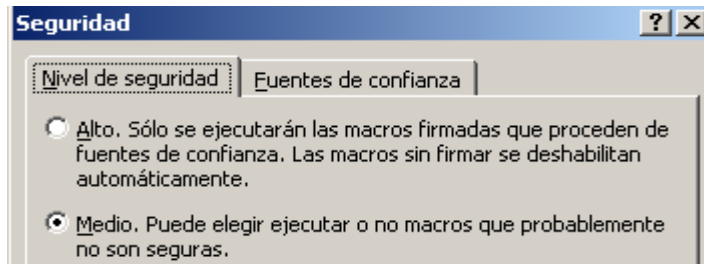 Seguridad
Nivel de seguridad
Fuentes de confianza
Alto. Sólo se ejecutarán las macros firmadas que proceden de
fuentes de confianza. Las macros sin firmar se deshabilitan
automáticamente.
Medio. Puede elegir ejecutar o no macros que probablemente
no son seguras.